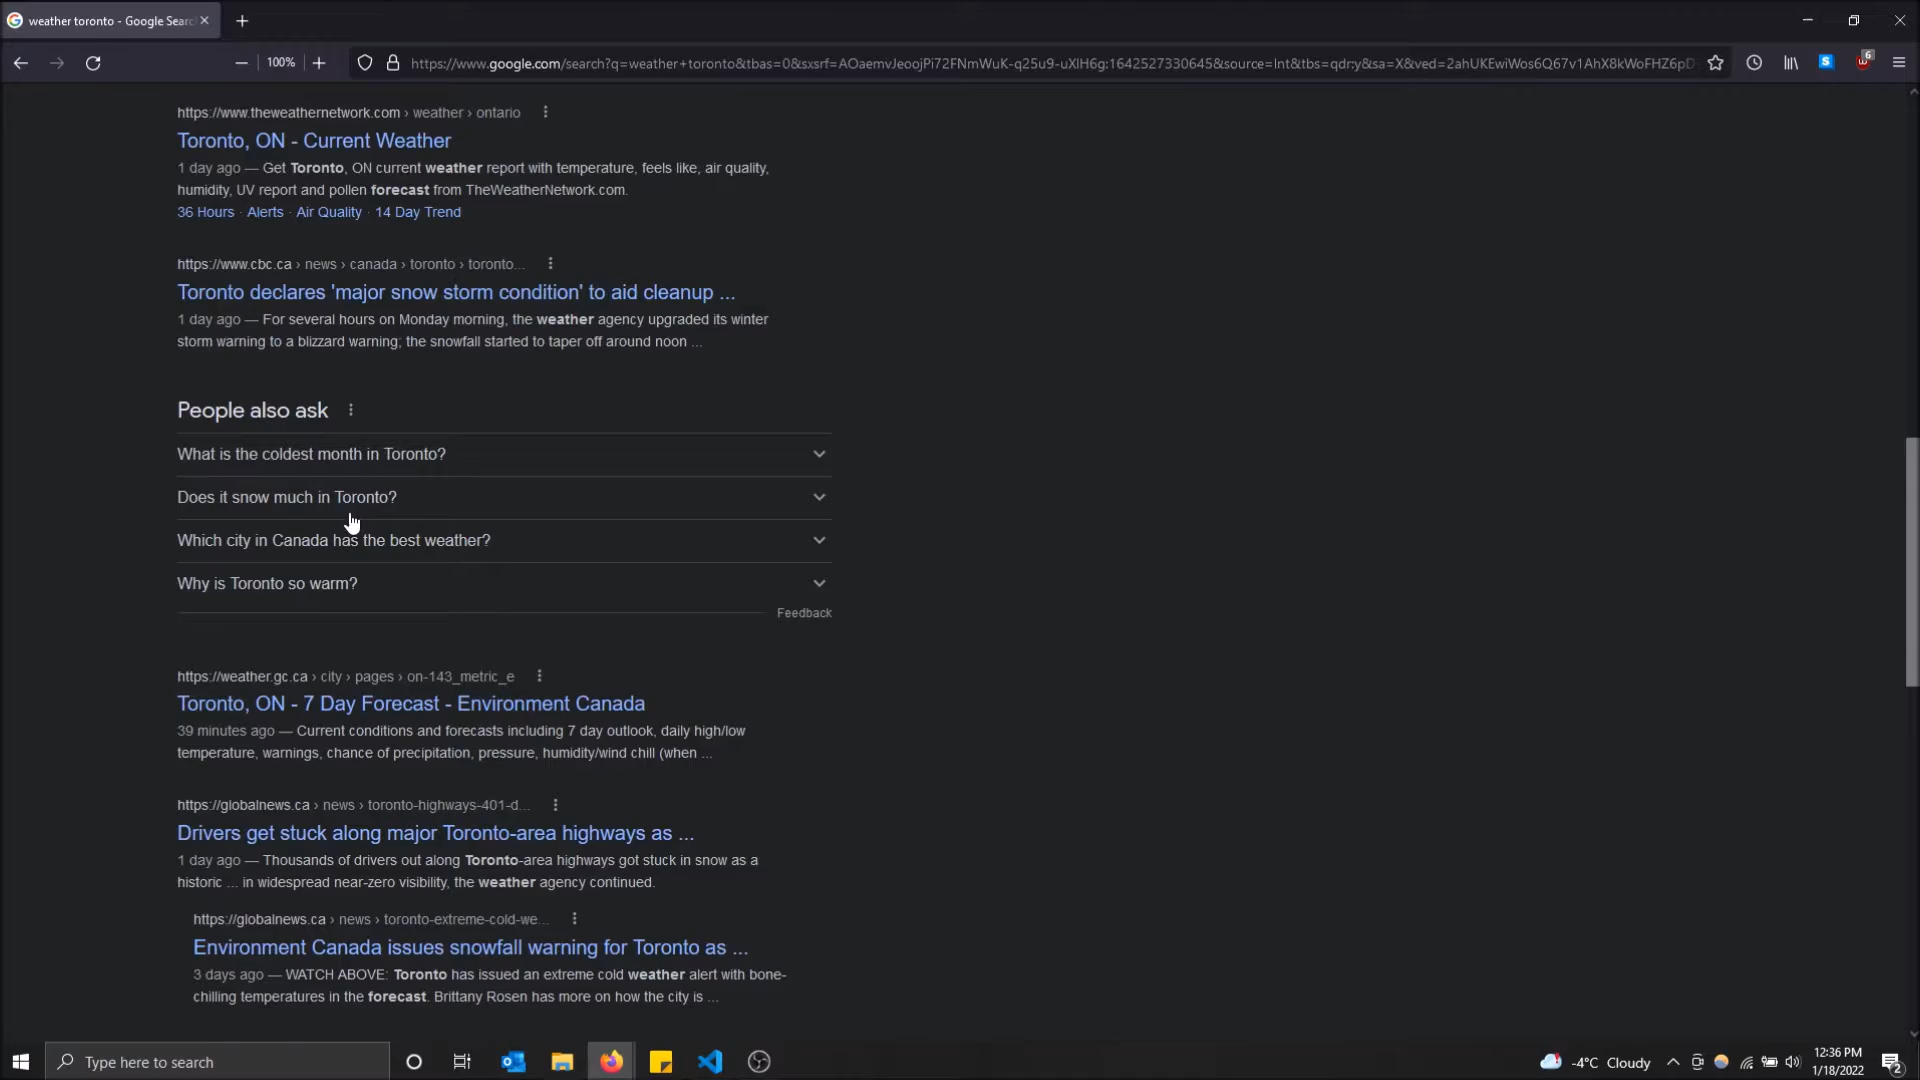 weather toronto - Google Searc
100%
https://www.google.com/search?q=weather+toronto&tbas=0&sxsrf=AOaemvJeoojPi72FNmWuK-q25u9-uXlH6g:1642527330645&source=lnt&tbs=qdr:y&sa=X&ved=2ahUKEwiWos6Q67v1AhX8kWoFHZ6pD
S
6
https://www.theweathernetwork.com › weather › ontario
Toronto, ON - Current Weather
1 day ago — Get Toronto, ON current weather report with temperature, feels like, air quality,
humidity, UV report and pollen forecast from TheWeatherNetwork.com.
36 Hours · Alerts · Air Quality · 14 Day Trend
https://www.cbc.ca › news › canada › toronto › toronto...
Toronto declares 'major snow storm condition' to aid cleanup ...
1 day ago — For several hours on Monday morning, the weather agency upgraded its winter
storm warning to a blizzard warning; the snowfall started to taper off around noon ...
People also ask
What is the coldest month in Toronto?
Does it snow much in Toronto?
Which city in Canada has the best weather?
Why is Toronto so warm?
Feedback
https://weather.gc.ca › city › pages › on-143_metric_e
Toronto, ON - 7 Day Forecast - Environment Canada
39 minutes ago — Current conditions and forecasts including 7 day outlook, daily high/low
temperature, warnings, chance of precipitation, pressure, humidity/wind chill (when ...
https://globalnews.ca › news › toronto-highways-401-d...
Drivers get stuck along major Toronto-area highways as ...
1 day ago — Thousands of drivers out along Toronto-area highways got stuck in snow as a
historic ... in widespread near-zero visibility, the weather agency continued.
https://globalnews.ca › news › toronto-extreme-cold-we...
Environment Canada issues snowfall warning for Toronto as ...
3 days ago — WATCH ABOVE: Toronto has issued an extreme cold weather alert with bone-
chilling temperatures in the forecast. Brittany Rosen has more on how the city is ...
Type here to search
-4°C Cloudy
12:36 PM
1/18/2022
2